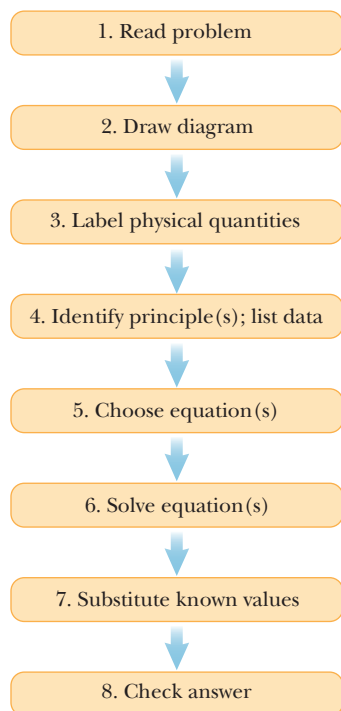 1. Read problem
2. Draw diagram
3. Label physical quantities
4. Identify principle(s); list data
5. Choose equation(s)
6. Solve equation(s)
7. Substitute known values
8. Check answer